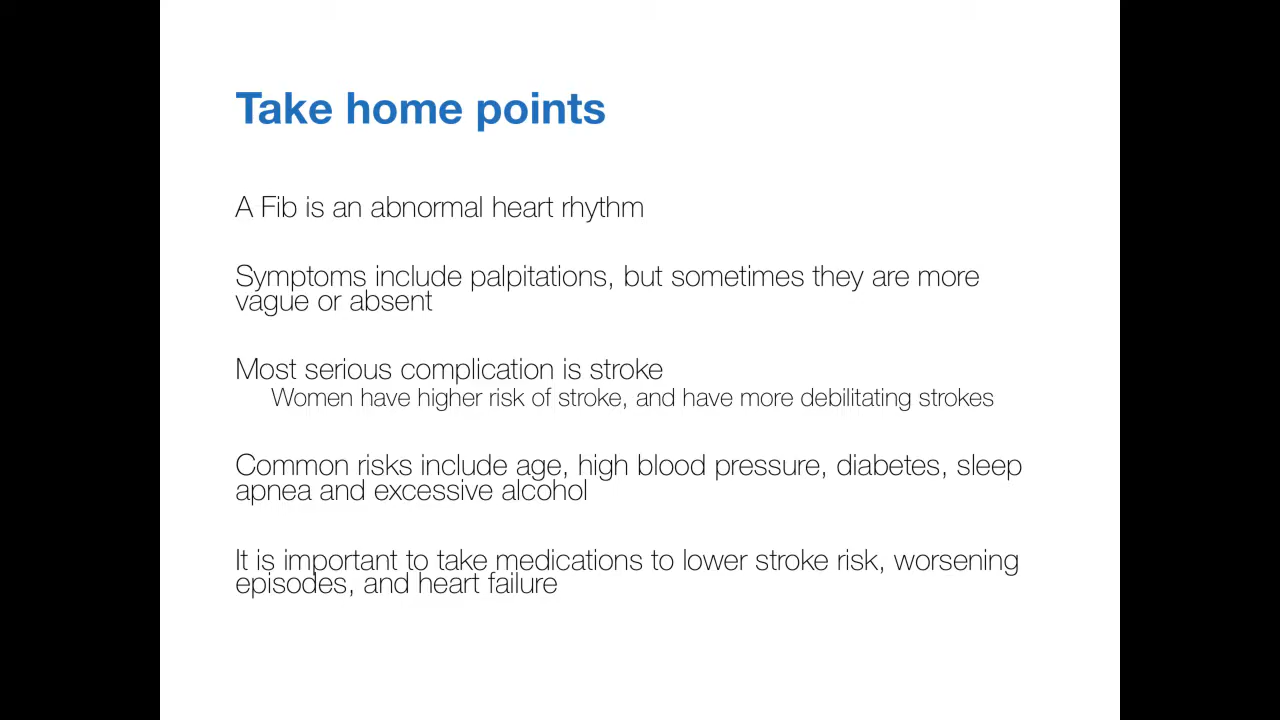 Take home points
A Fib is an abnormal heart rhythm
Symptoms include palpitations, but sometimes they are more
vague or absent
Most serious complication is stroke
Women have higher risk of stroke, and have more debilitating strokes
Common risks include age, high blood pressure, diabetes, sleep
apnea and excessive alcohol
It is important to take medications to lower stroke risk, worsening
episodes, and heart failure